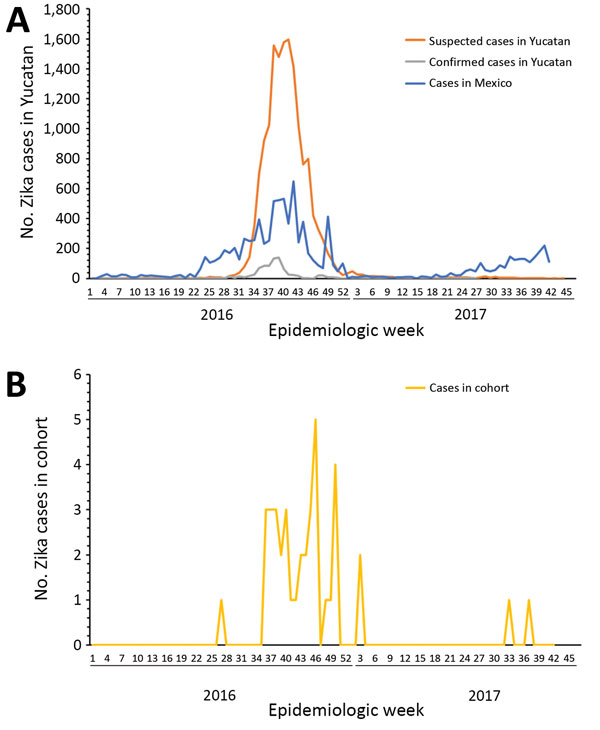 A
No. Zika cases in Yucatan
1,800
1,600
1,400
1,200
1,000
800
600
400
200
0
Suspected cases in Yucatan
Confirmed cases in Yucatan
Cases in Mexico
1 4 7 10 13 16 19 22 25 28 31 34 37 40 43 46 49 52 3 6 9 12 15 18 21 24 27 30 33 36 39 42 45
2016 2017
Epidemiologic week
B
No. Zika cases in cohort
6
5
4
3
2
1
0
Cases in cohort
1 4 7 10 13 16 19 22 25 28 31 34 37 40 43 46 49 52 3 6 9 12 15 18 21 24 27 30 33 36 39 42 45
2016 2017
Epidemiologic week